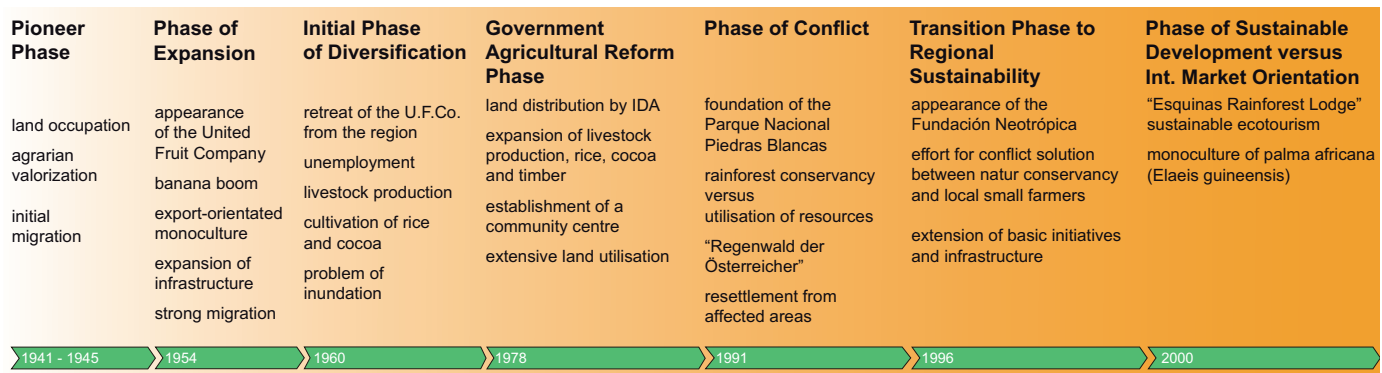 Pioneer
Phase
land occupation
agrarian
valorization
initial
migration
Phase of
Expansion
appearance
of the United
Fruit Company
banana boom
export-orientated
monoculture
expansion of
infrastructure
strong migration
Initial Phase
of Diversification
retreat of the U.F.Co.
from the region
unemployment
livestock production
cultivation of rice
and cocoa
problem of
inundation
Government
Agricultural Reform
Phase
land distribution by IDA
expansion of livestock
production, rice, cocoa
and timber
establishment of a
community centre
extensive land utilisation
Phase of Conflict
foundation of the
Parque Nacional
Piedras Blancas
rainforest conservancy
versus
utilisation of resources
“Regenwald der
Österreicher”
resettlement from
affected areas
Transition Phase to
Regional
Sustainability
appearance of the
Fundación Neotrópica
effort for conflict solution
between natur conservancy
and local small farmers
extension of basic initiatives
and infrastructure
Phase of Sustainable
Development versus
Int. Market Orientation
“Esquinas Rainforest Lodge”
sustainable ecotourism
monoculture of palma africana
(Elaeis guineensis)
1941 - 1945
1954
1960
1978
1991
1996
2000